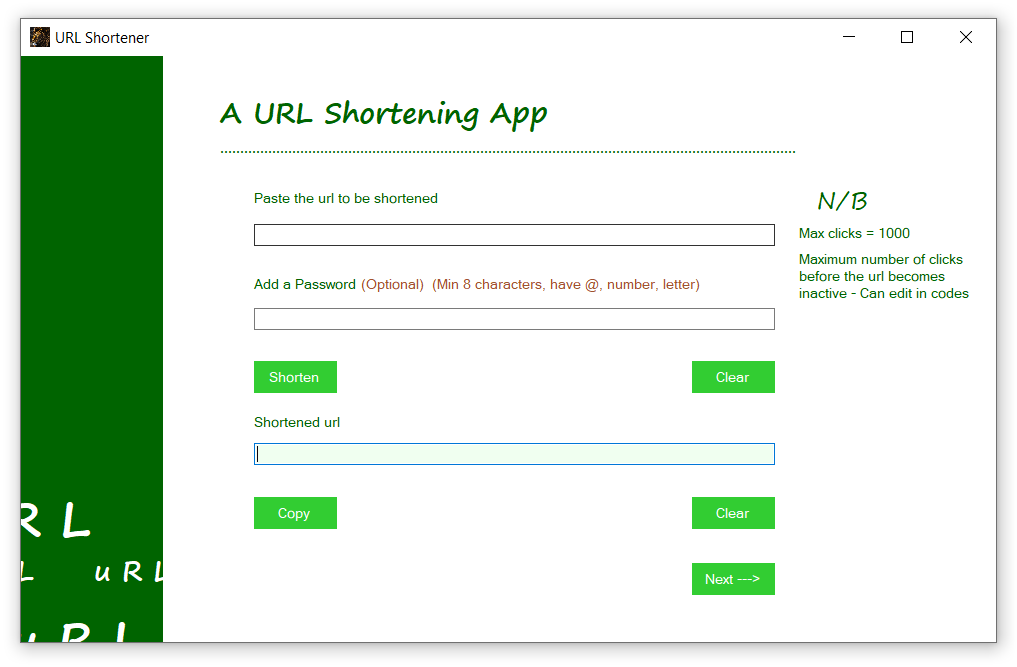 URL Shortener
A URL Shortening App
Paste the url to be shortened
N/B
Max clicks = 1000
Maximum number of clicks
before the url becomes
inactive - Can edit in codes
Add a Password (Optional) (Min 8 characters, have @, number, letter)
Shorten
Clear
Shortened url
Copy
Clear
Next --->
R L
L uRL
uRL